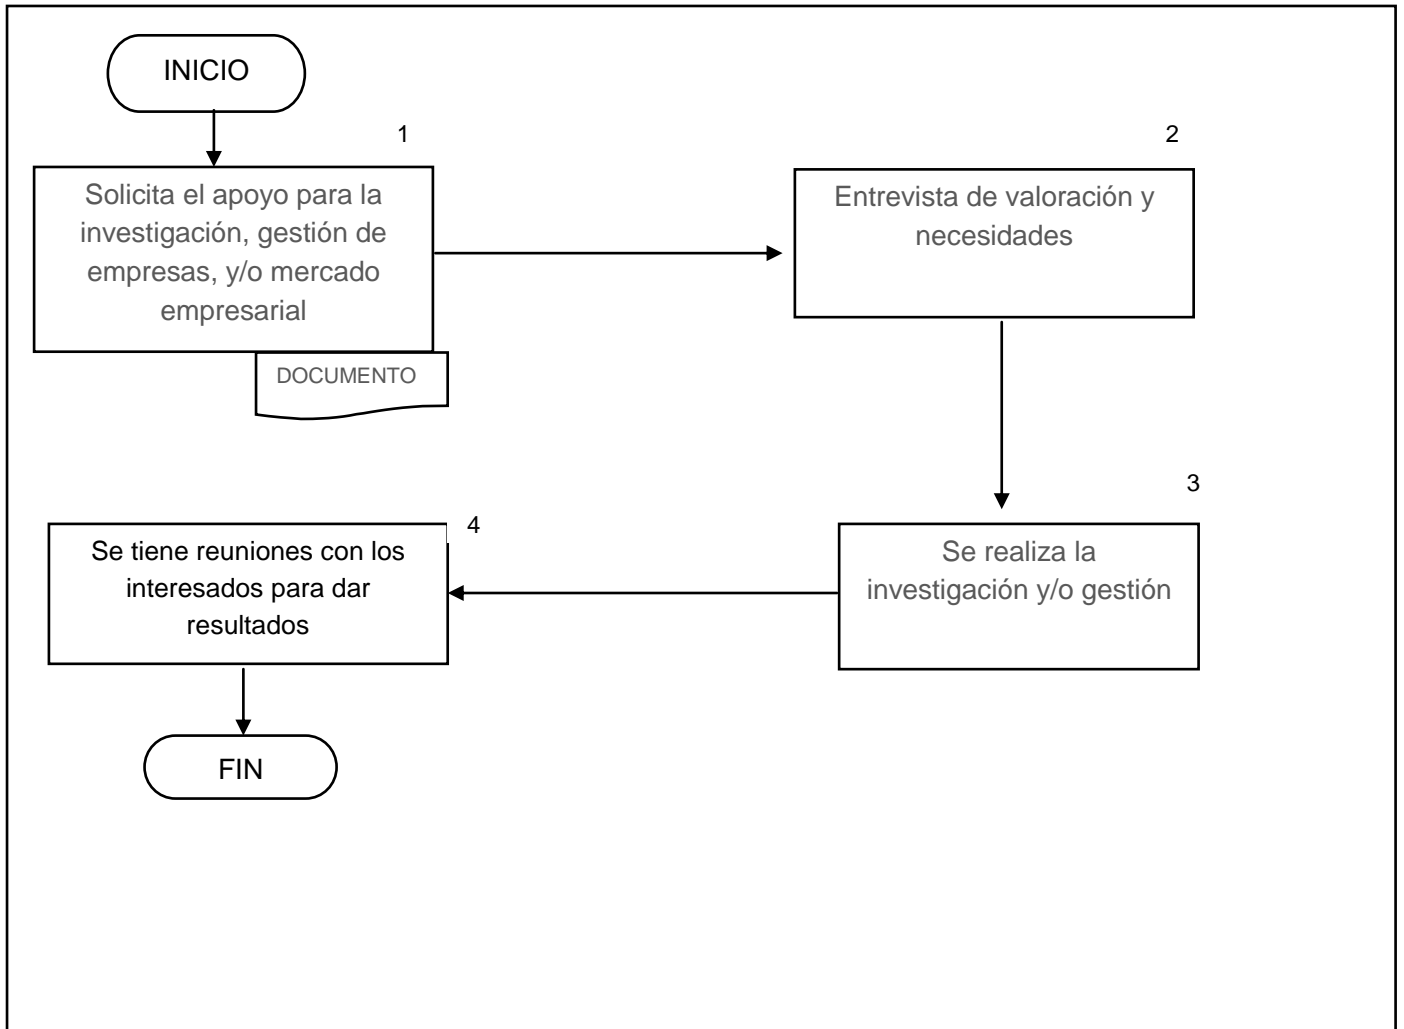 INICIO
1
Solicita el apoyo para la
investigación, gestión de
empresas, y/o mercado
empresarial
DOCUMENTO
2
Entrevista de valoración y
necesidades
3
Se realiza la
investigación y/o gestión
4
Se tiene reuniones con los
interesados para dar
resultados
FIN